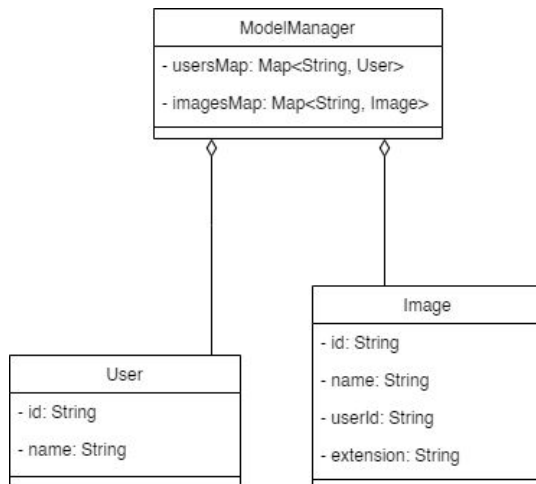 ModelManager
- usersMap: Map<String, User>
- imagesMap: Map<String, Image>
Image
- id: String
- name: String
- userId: String
- extension: String
User
- id: String
- name: String